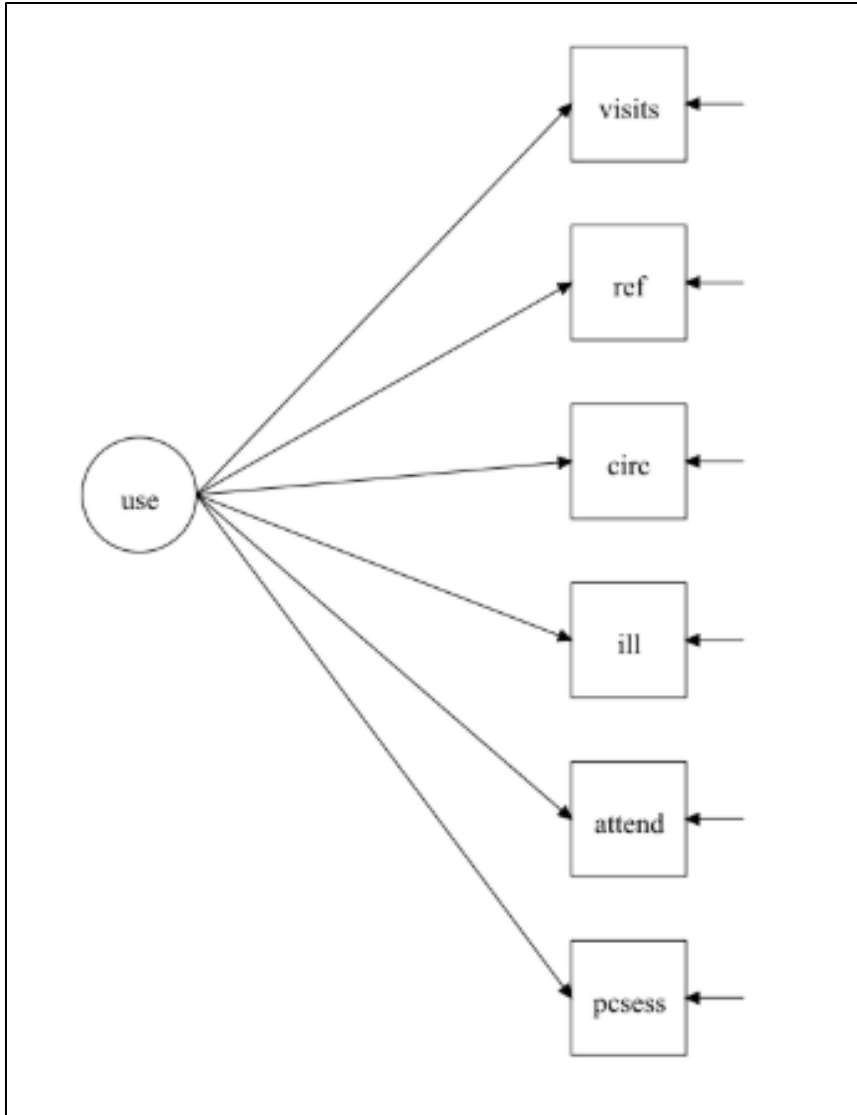 visits
ref
circ
use
ill
attend
pcsess